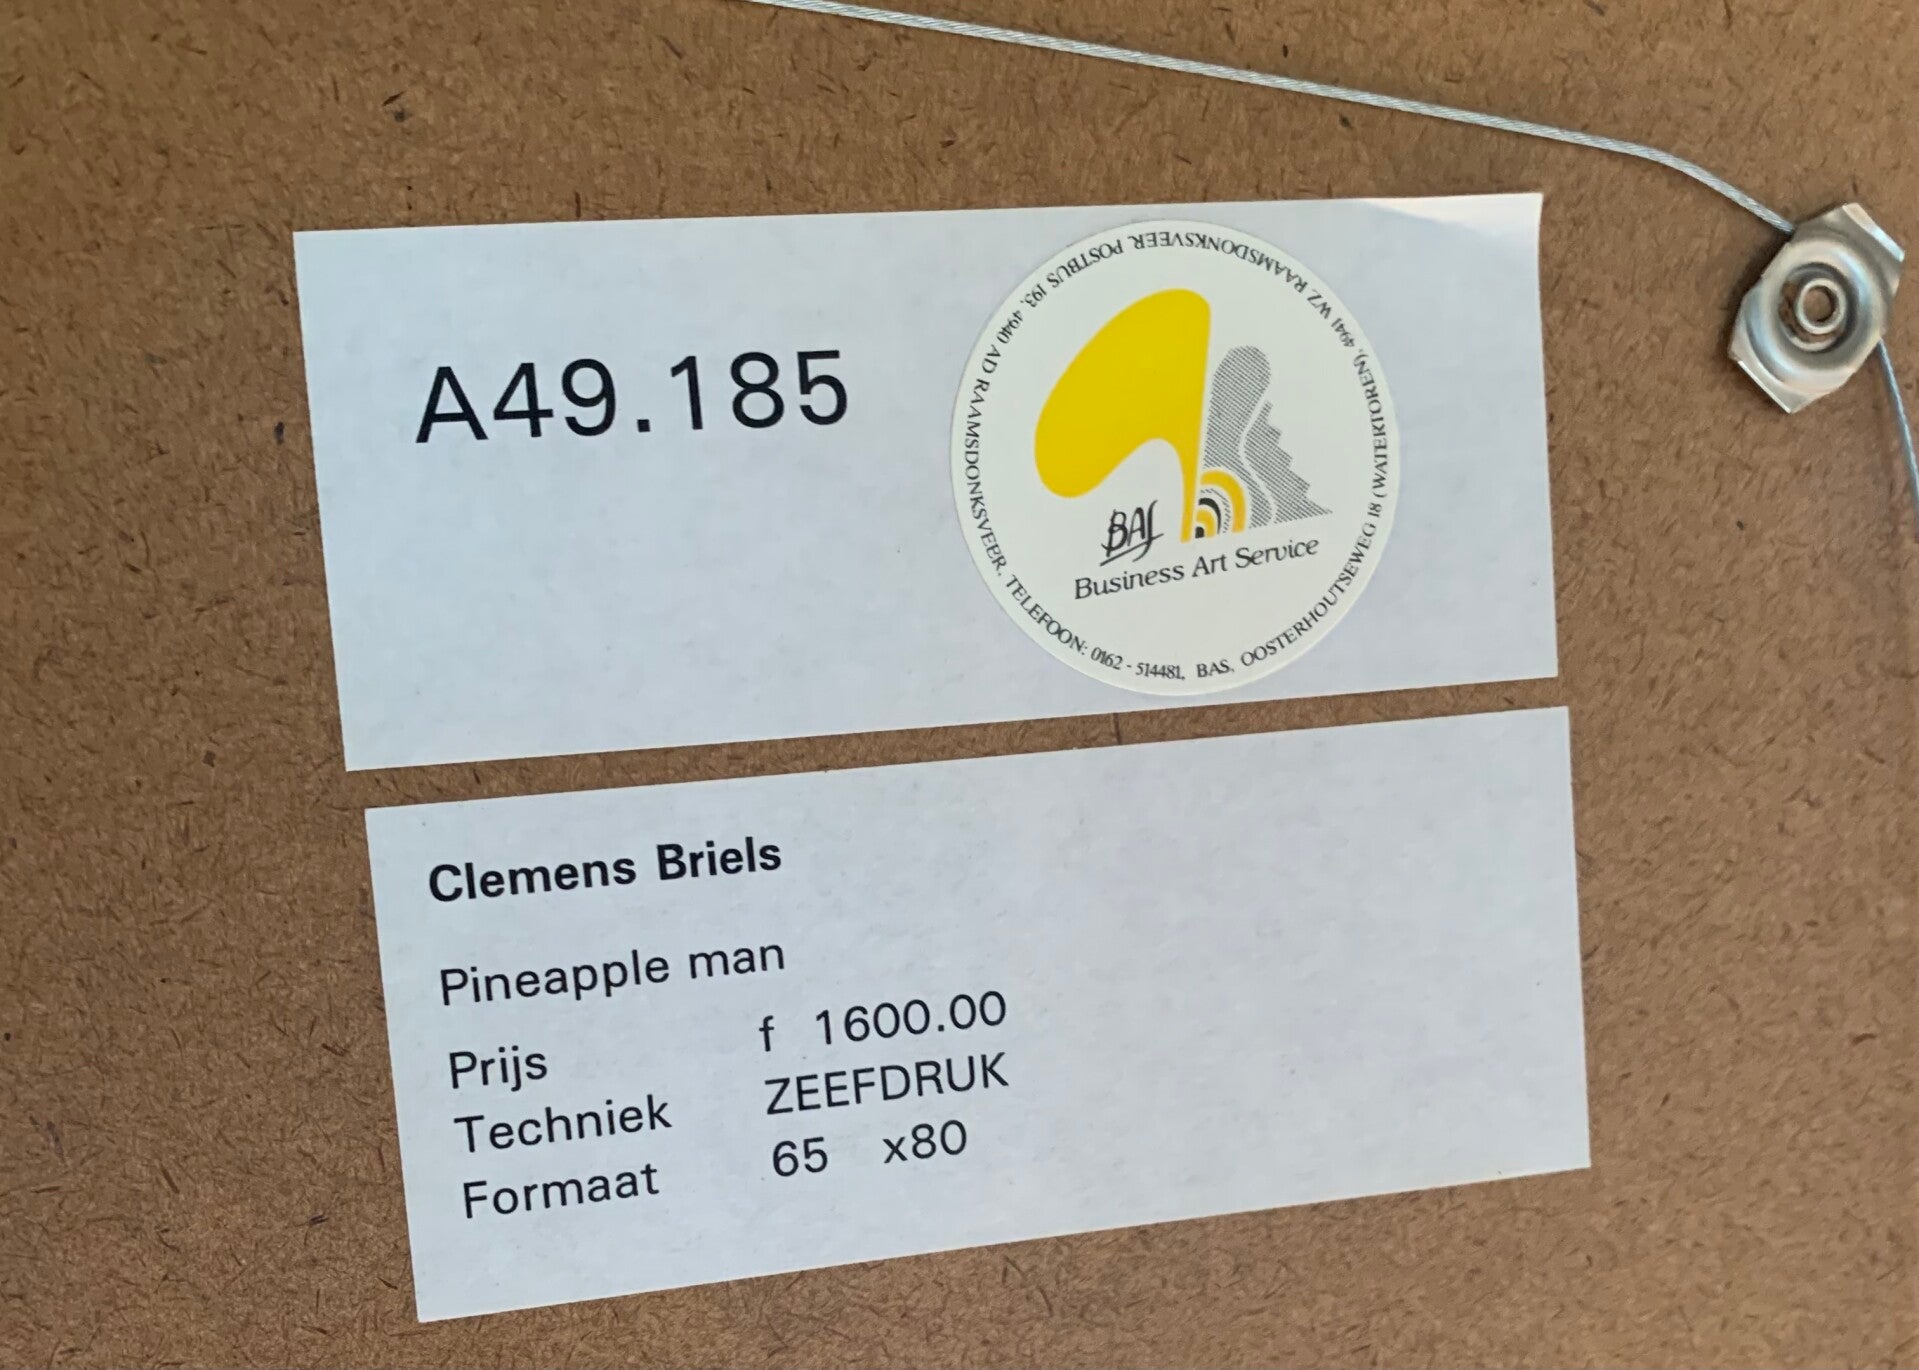 A49.185
BAS
Business Art Service
BAS, OOSTERHOUTSEWEG 18 (WATERTOREN), 4941 WZ RAAMSDONKSVEER POSTBUS 193, 4940 AD RAAMSDONKSVEER, TELEFOON: 0162 - 514481,
Clemens Briels
Pineapple man
Prijs f 1600.00
Techniek ZEEFDRUK
Formaat 65 x80